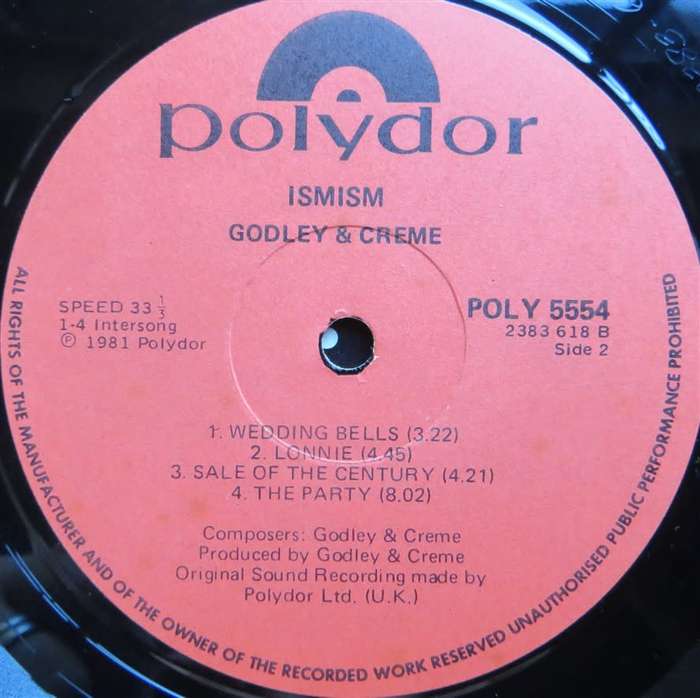 polydor
iSMISM
GODLEY & CREME
SPEED 33 1/3
1-4 Intersong
Ⓟ 1981 Polydor
POLY 5554
2383 618 B
Side 2
1. WEDDING BELLS (3.22)
2. LONNIE (4.45)
3. SALE OF THE CENTURY (4.21)
4. THE PARTY (8.02)
Composers: Godley & Creme
Produced by Godley & Creme
Original Sound Recording made by
Polydor Ltd. (U.K.)
ALL RIGHTS OF THE MANUFACTURER AND OF THE OWNER OF THE RECORDED WORK RESERVED UNAUTHORISED PUBLIC PERFORMANCE PROHIBITED